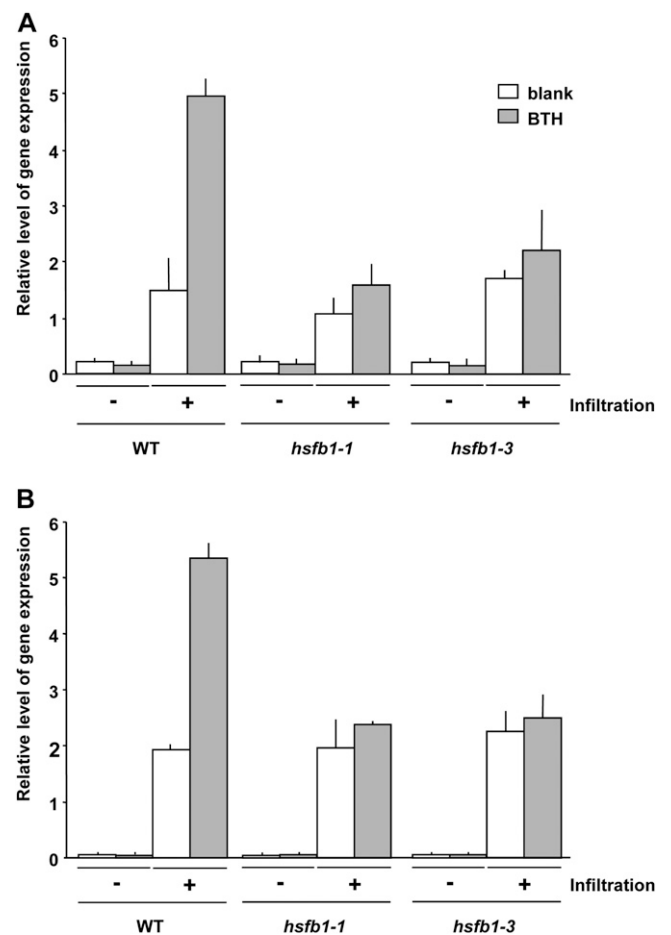 A
Relative level of gene expression
6
5
4
3
2
1
0
blank
BTH
- + - + - + Infiltration
WT hsfb1-1 hsfb1-3
B
Relative level of gene expression
6
5
4
3
2
1
0
- + - + - + Infiltration
WT hsfb1-1 hsfb1-3